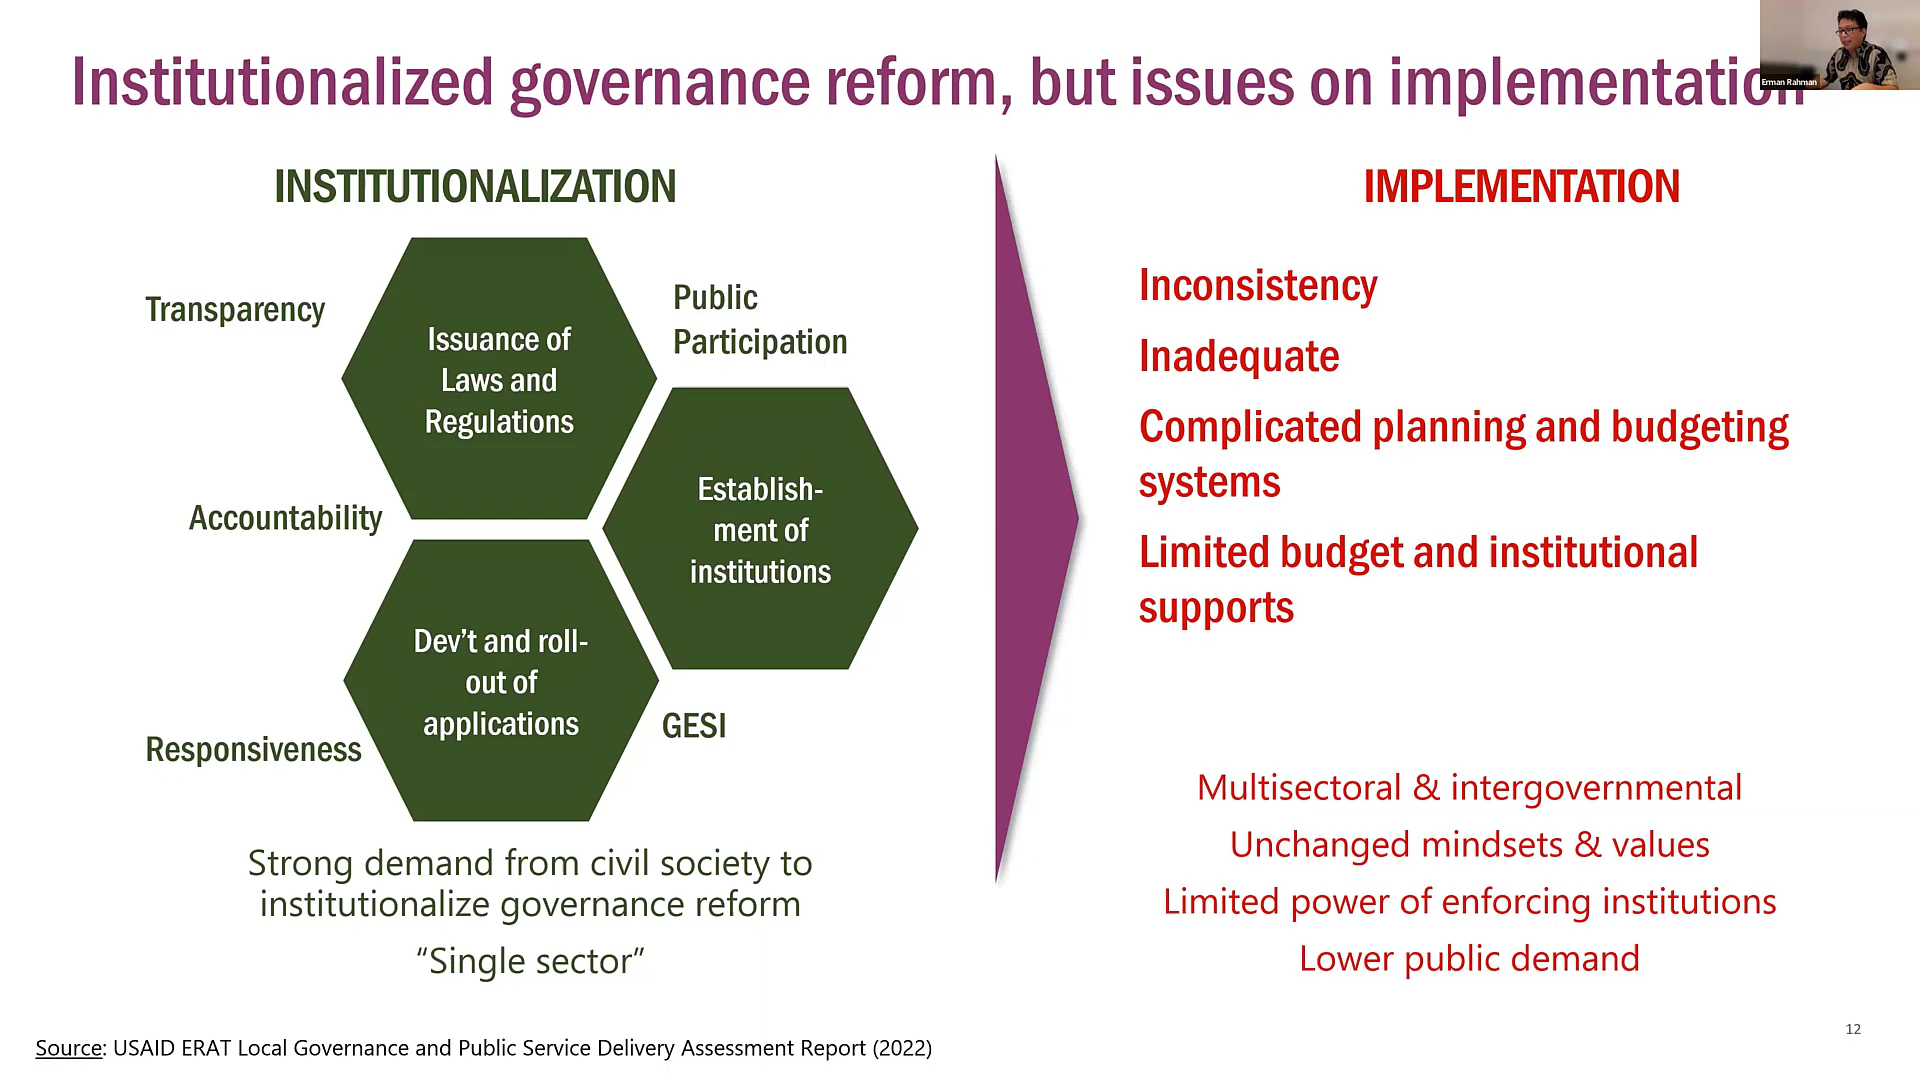 Institutionalized governance reform, but issues on implementation
Erman Rahman
INSTITUTIONALIZATION
Transparency
Issuance of
Laws and
Regulations
Public
Participation
Accountability
Establish-
ment of
institutions
Dev't and roll-
out of
applications
Responsiveness
GESI
Strong demand from civil society to
institutionalize governance reform
“Single sector”
IMPLEMENTATION
Inconsistency
Inadequate
Complicated planning and budgeting
systems
Limited budget and institutional
supports
Multisectoral & intergovernmental
Unchanged mindsets & values
Limited power of enforcing institutions
Lower public demand
12
Source: USAID ERAT Local Governance and Public Service Delivery Assessment Report (2022)